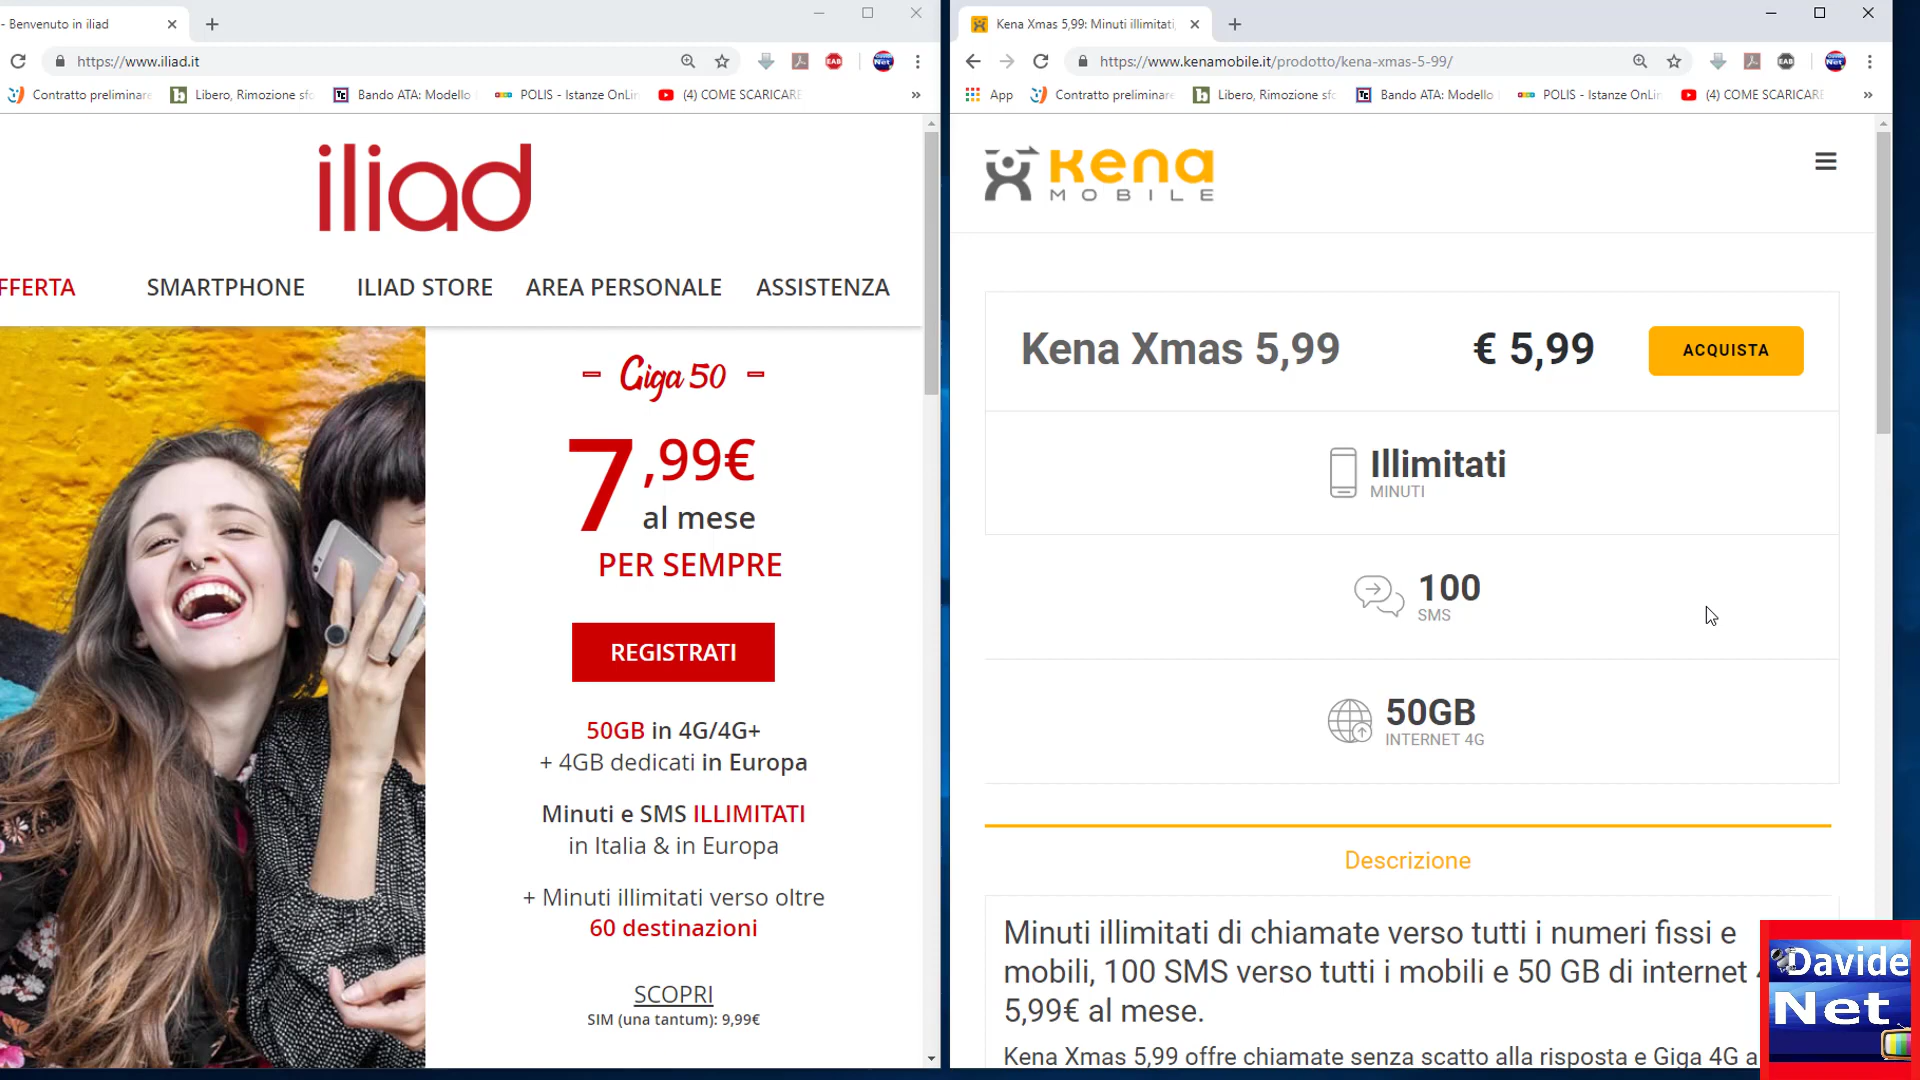 - Benvenuto in iliad
https://www.iliad.it
Contratto preliminare
Libero, Rimozione sfo
Bando ATA: Modello
POLIS - Istanze OnLin
(4) COME SCARICARE
»
iliad
FFERTA
SMARTPHONE
ILIAD STORE
AREA PERSONALE
ASSISTENZA
- Giga 50 -
7,99€
al mese
PER SEMPRE
REGISTRATI
50GB in 4G/4G+
+ 4GB dedicati in Europa
Minuti e SMS ILLIMITATI
in Italia & in Europa
+ Minuti illimitati verso oltre
60 destinazioni
SCOPRI
SIM (una tantum): 9,99€
Kena Xmas 5,99: Minuti illimitati,
https://www.kenamobile.it/prodotto/kena-xmas-5-99/
App
Contratto preliminare
Libero, Rimozione sfo
Bando ATA: Modello
POLIS - Istanze OnLin
(4) COME SCARICARE
»
kena
MOBILE
Kena Xmas 5,99
€ 5,99
ACQUISTA
Illimitati
MINUTI
100
SMS
50GB
INTERNET 4G
Descrizione
Minuti illimitati di chiamate verso tutti i numeri fissi e
mobili, 100 SMS verso tutti i mobili e 50 GB di internet
5,99€ al mese.
Kena Xmas 5,99 offre chiamate senza scatto alla risposta e Giga 4G a
Davide
Net